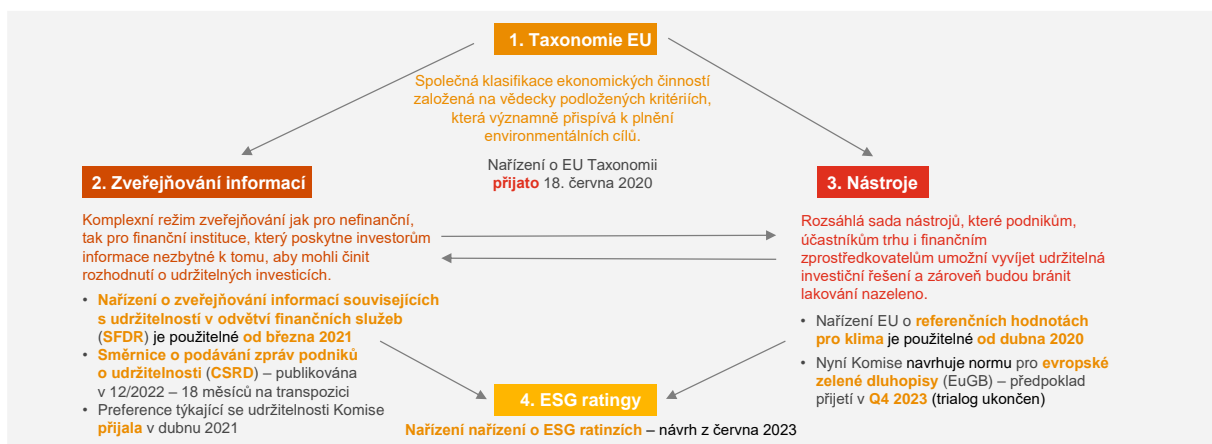 1. Taxonomie EU
Společná klasifikace ekonomických činností
založená na vědecky podložených kritériích,
která významně přispívá k plnění
environmentálních cílů.
Nařízení o EU Taxonomii
přijato 18. června 2020
2. Zveřejňování informací
Komplexní režim zveřejňování jak pro nefinanční,
tak pro finanční instituce, který poskytne investorům
informace nezbytné k tomu, aby mohli činit
rozhodnutí o udržitelných investicích.
• Nařízení o zveřejňování informací souvisejících
s udržitelností v odvětví finančních služeb
(SFDR) je použitelné od března 2021
• Směrnice o podávání zpráv podniků
o udržitelnosti (CSRD) – publikována
v 12/2022 – 18 měsíců na transpozici
• Preference týkající se udržitelnosti Komise
přijala v dubnu 2021
3. Nástroje
Rozsáhlá sada nástrojů, které podnikům,
účastníkům trhu i finančním
zprostředkovatelům umožní vyvíjet udržitelná
investiční řešení a zároveň budou bránit
lakování nazeleno.
• Nařízení EU o referenčních hodnotách
pro klima je použitelné od dubna 2020
• Nyní Komise navrhuje normu pro evropské
zelené dluhopisy (EuGB) – předpoklad
přijetí v Q4 2023 (trialog ukončen)
4. ESG ratingy
Nařízení nařízení o ESG ratinzích – návrh z června 2023